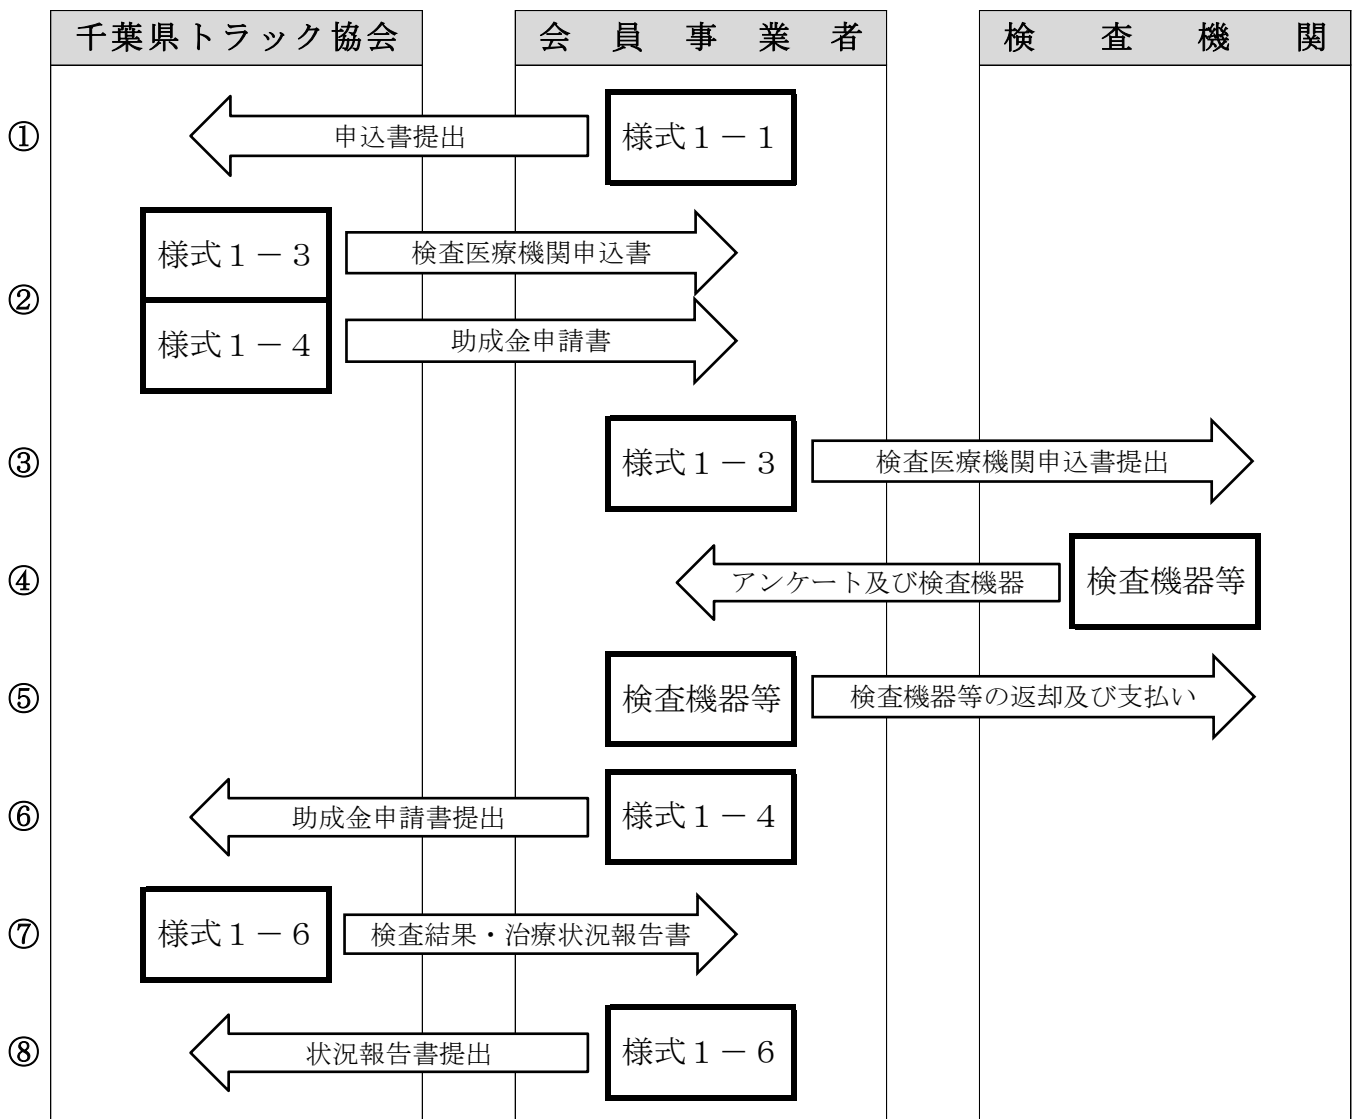 千葉県トラック協会
会員事業者
検査機関
①
申込書提出
様式１－１
②
様式１－３
検査医療機関申込書
様式１－４
助成金申請書
③
様式１－３
検査医療機関申込書提出
④
アンケート及び検査機器
検査機器等
⑤
検査機器等
検査機器等の返却及び支払い
⑥
助成金申請書提出
様式１－４
⑦
様式１－６
検査結果・治療状況報告書
⑧
状況報告書提出
様式１－６